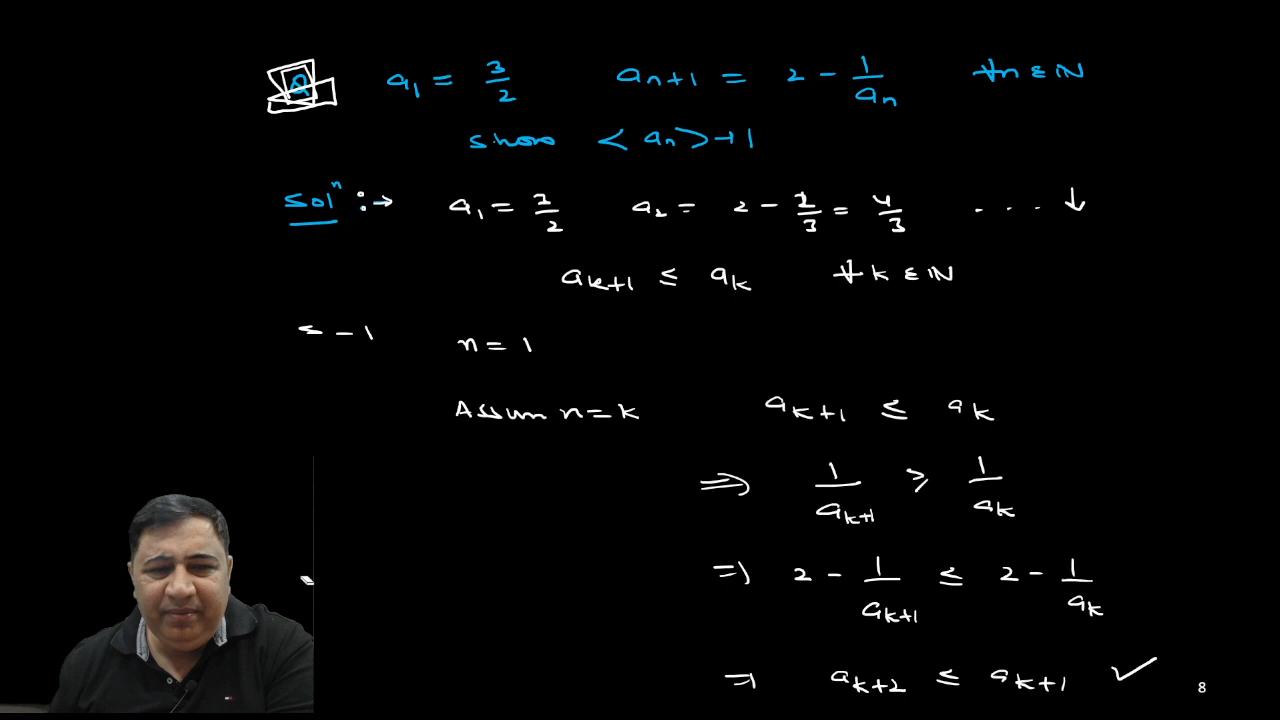 Q a₁ = 3/2 aₙ₊₁ = 2 - 1/aₙ ∀n ∈ ℕ
show <aₙ> → 1
Solⁿ :→ a₁ = 3/2 a₂ = 2 - 2/3 = 4/3 . . . ↓
aₖ₊₁ ≤ aₖ ∀ k ∈ ℕ
S - 1 n = 1
Assum n = k aₖ₊₁ ≤ aₖ
⇒ 1/aₖ₊₁ ≥ 1/aₖ
⇒ 2 - 1/aₖ₊₁ ≤ 2 - 1/aₖ
⇒ aₖ₊₂ ≤ aₖ₊₁ ✓
8